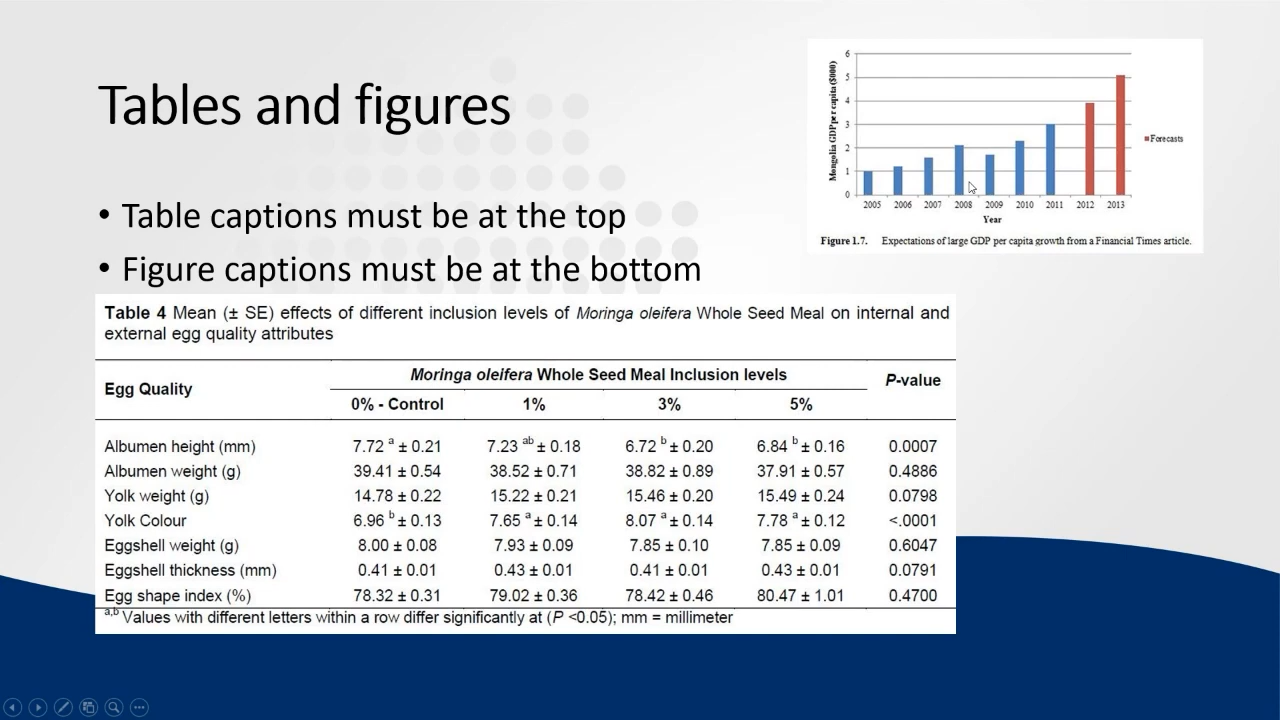 Tables and figures
• Table captions must be at the top
• Figure captions must be at the bottom
Mongolia GDP per capita ($000)
6
5
4
3
2
1
0
2005 2006 2007 2008 2009 2010 2011 2012 2013
Year
Forecasts
Figure 1.7. Expectations of large GDP per capita growth from a Financial Times article.
Table 4 Mean (± SE) effects of different inclusion levels of Moringa oleifera Whole Seed Meal on internal and
external egg quality attributes
Egg Quality Moringa oleifera Whole Seed Meal Inclusion levels P-value
0% - Control 1% 3% 5%
Albumen height (mm) 7.72 a ± 0.21 7.23 ab ± 0.18 6.72 b ± 0.20 6.84 b ± 0.16 0.0007
Albumen weight (g) 39.41 ± 0.54 38.52 ± 0.71 38.82 ± 0.89 37.91 ± 0.57 0.4886
Yolk weight (g) 14.78 ± 0.22 15.22 ± 0.21 15.46 ± 0.20 15.49 ± 0.24 0.0798
Yolk Colour 6.96 b ± 0.13 7.65 a ± 0.14 8.07 a ± 0.14 7.78 a ± 0.12 <.0001
Eggshell weight (g) 8.00 ± 0.08 7.93 ± 0.09 7.85 ± 0.10 7.85 ± 0.09 0.6047
Eggshell thickness (mm) 0.41 ± 0.01 0.43 ± 0.01 0.41 ± 0.01 0.43 ± 0.01 0.0791
Egg shape index (%) 78.32 ± 0.31 79.02 ± 0.36 78.42 ± 0.46 80.47 ± 1.01 0.4700
a,b Values with different letters within a row differ significantly at (P <0.05); mm = millimeter